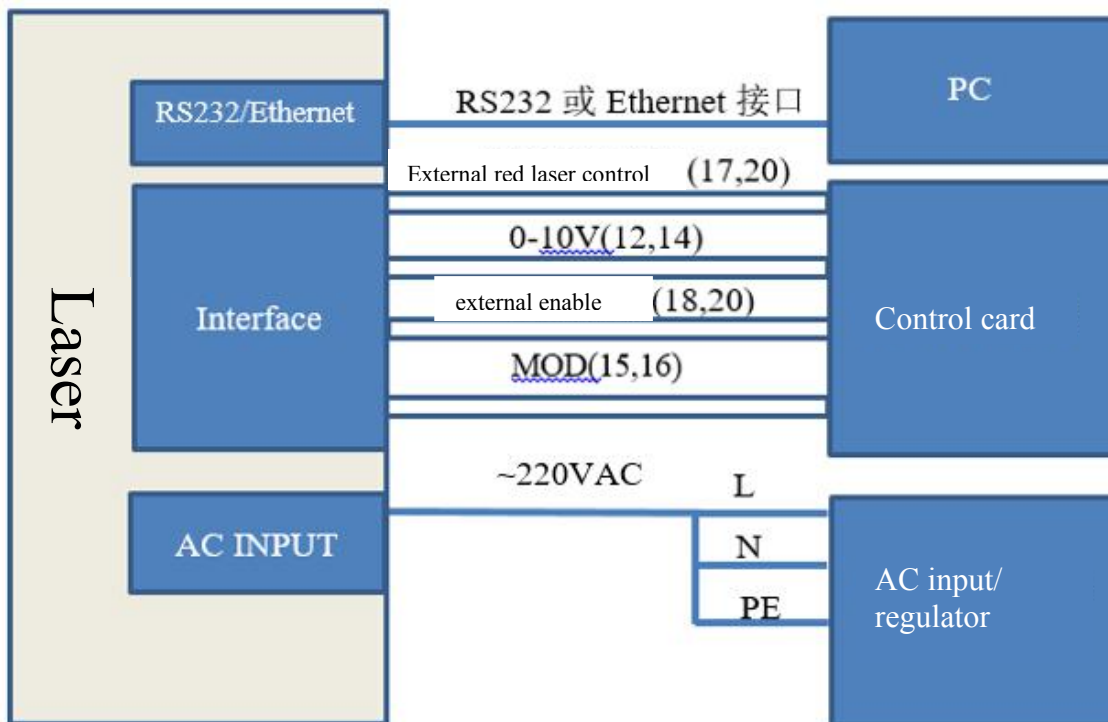 Laser
RS232/Ethernet
RS232 或 Ethernet 接口
PC
External red laser control (17,20)
Interface
0-10V(12,14)
external enable (18,20)
MOD(15,16)
Control card
AC INPUT
~220VAC
L
N
PE
AC input/
regulator